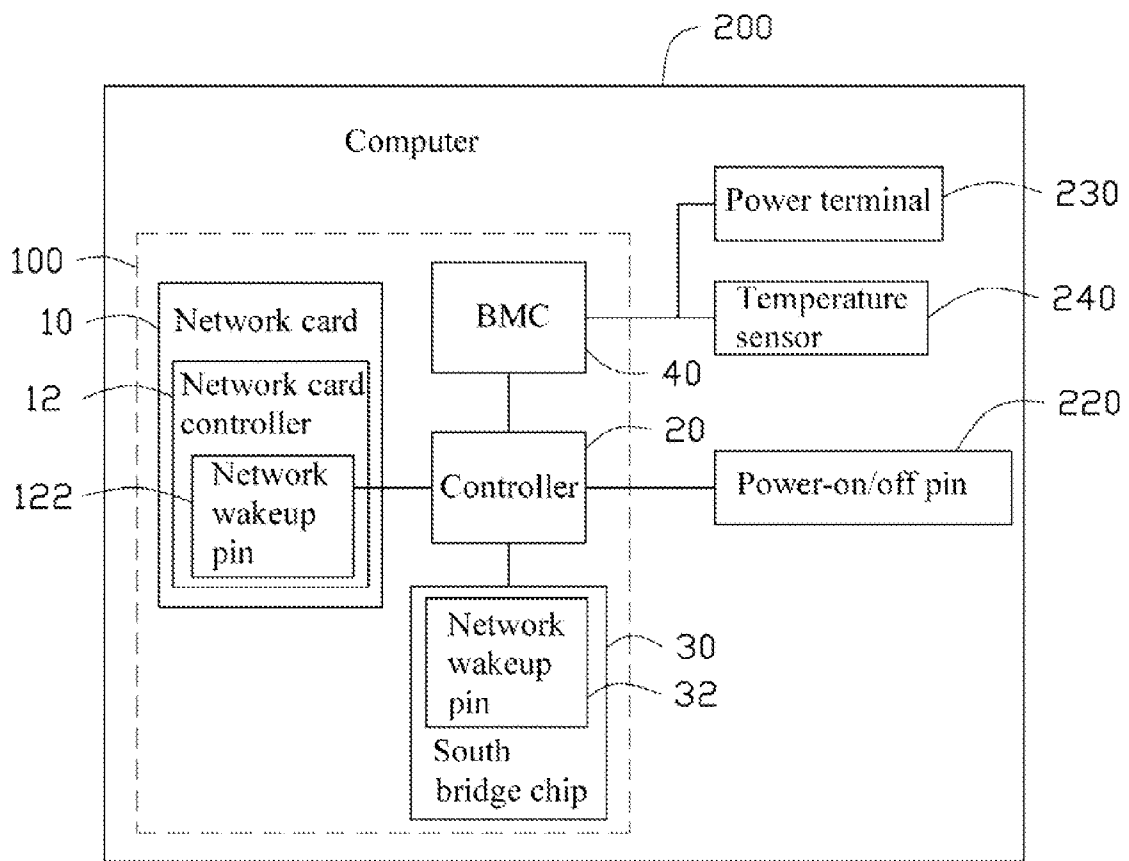 200
Computer
Power terminal
230
100
Temperature
sensor
240
10
Network card
BMC
40
12
Network card
controller
220
20
122
Network
wakeup
pin
Controller
Power-on/off pin
Network
wakeup
pin
30
32
South
bridge chip